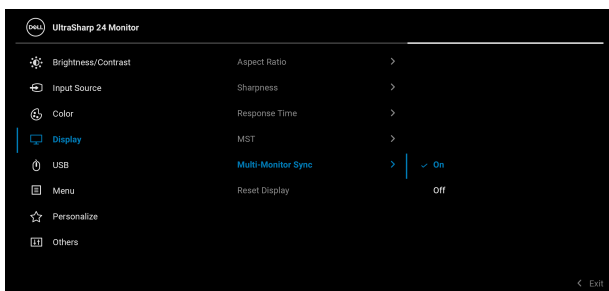 DELL UltraSharp 24 Monitor
Brightness/Contrast Aspect Ratio
Input Source Sharpness
Color Response Time
Display MST
USB Multi-Monitor Sync On
Menu Reset Display Off
Personalize
Others
Exit